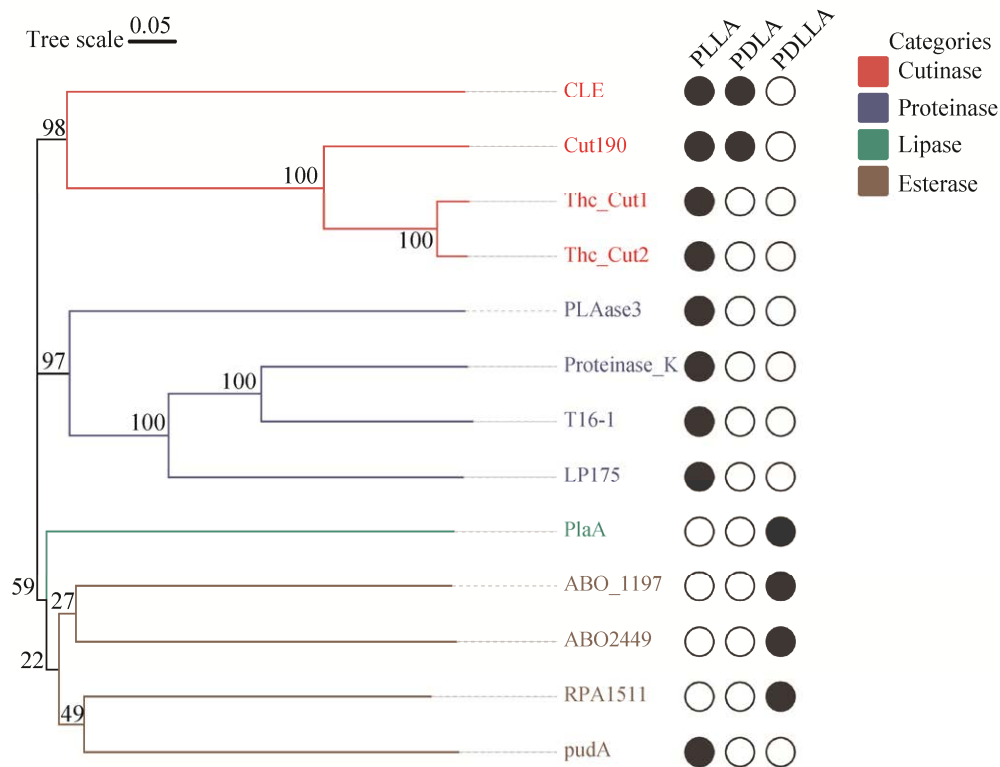 Tree scale 0.05
PLLA PDLA PDLLA
Categories
Cutinase
Proteinase
Lipase
Esterase
CLE
98
Cut190
100
Thc_Cut1
100
Thc_Cut2
PLAase3
97
Proteinase_K
100
T16-1
100
LP175
PlaA
59
ABO_1197
27
ABO2449
22
RPA1511
49
pudA